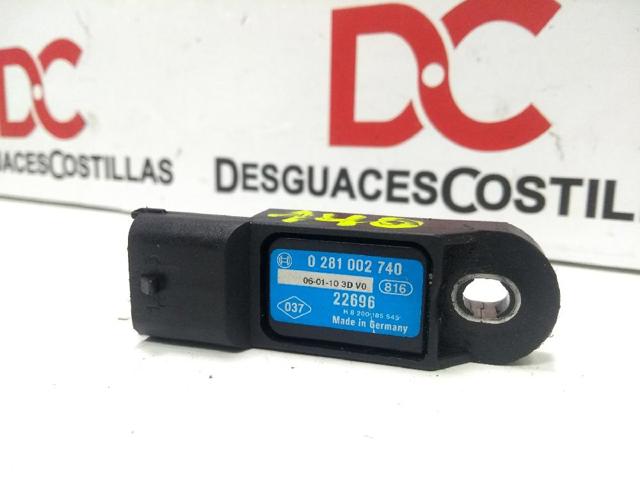 DC
DC
GUACESCOSTILLAS
DESGUACESCOSTIL
0 281 002 740
06-01-10 3D V0
816
22696
037
H 8 200 185 545
Made in Germany